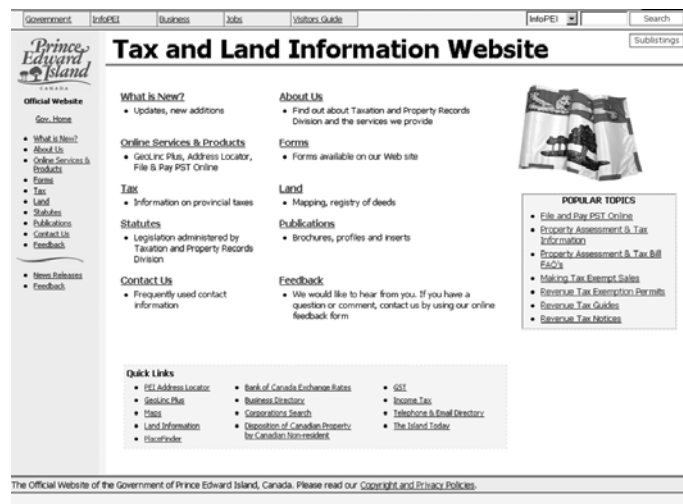 Government InfoPEI Business Jobs Visitors Guide InfoPEI Search
Sublistings
Prince
Edward
Island
CANADA
Official Website
Gov. Home
What is New?
About Us
Online Services &
Products
Forms
Tax
Land
Statutes
Publications
Contact Us
Feedback
News Releases
Feedback
Tax and Land Information Website
What is New?
Updates, new additions
About Us
Find out about Taxation and Property Records
Division and the services we provide
Online Services & Products
GeoLinc Plus, Address Locator,
File & Pay PST Online
Forms
Forms available on our Web site
Tax
Information on provincial taxes
Land
Mapping, registry of deeds
Statutes
Legislation administered by
Taxation and Property Records
Division
Publications
Brochures, profiles and inserts
Contact Us
Frequently used contact
information
Feedback
We would like to hear from you. If you have a
question or comment, contact us by using our online
feedback form
POPULAR TOPICS
File and Pay PST Online
Property Assessment & Tax
Information
Property Assessment & Tax Bill
FAQ's
Making Tax Exempt Sales
Revenue Tax Exemption Permits
Revenue Tax Guides
Revenue Tax Notices
Quick Links
PEI Address Locator
GeoLinc Plus
Maps
Land Information
PlaceFinder
Bank of Canada Exchange Rates
Business Directory
Corporations Search
Disposition of Canadian Property
by Canadian Non-resident
GST
Income Tax
Telephone & Email Directory
The Island Today
The Official Website of the Government of Prince Edward Island, Canada. Please read our Copyright and Privacy Policies.